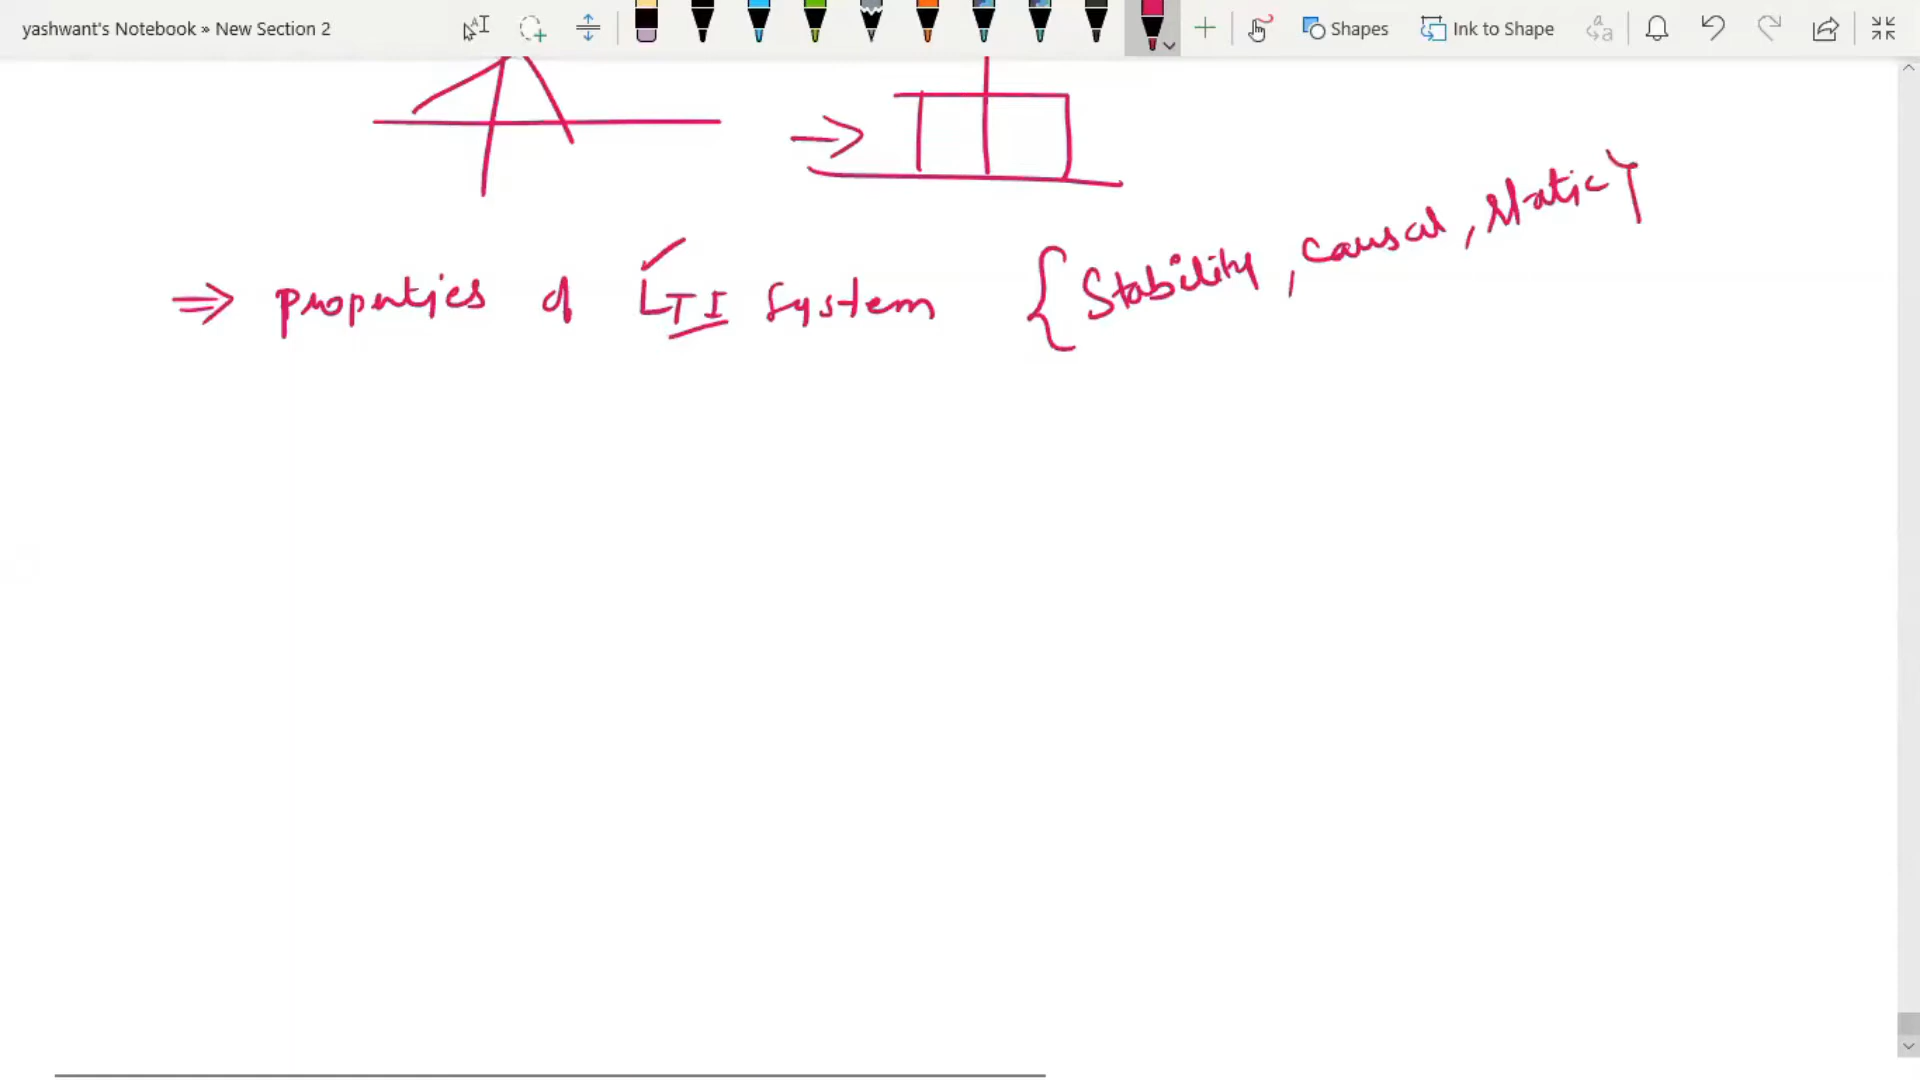 yashwant's Notebook » New Section 2
Shapes
Ink to Shape
⇒ properties of LTI system { Stability, causal, static }